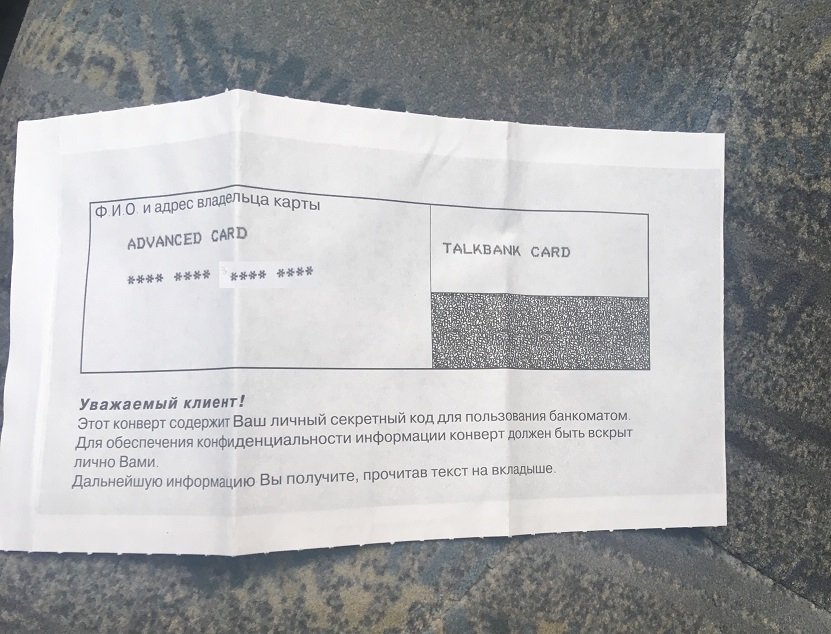 Ф.И.О. и адрес владельца карты
ADVANCED CARD
**** **** **** ****
TALKBANK CARD
Уважаемый клиент!
Этот конверт содержит Ваш личный секретный код для пользования банкоматом.
Для обеспечения конфиденциальности информации конверт должен быть вскрыт
лично Вами.
Дальнейшую информацию Вы получите, прочитав текст на вкладыше.